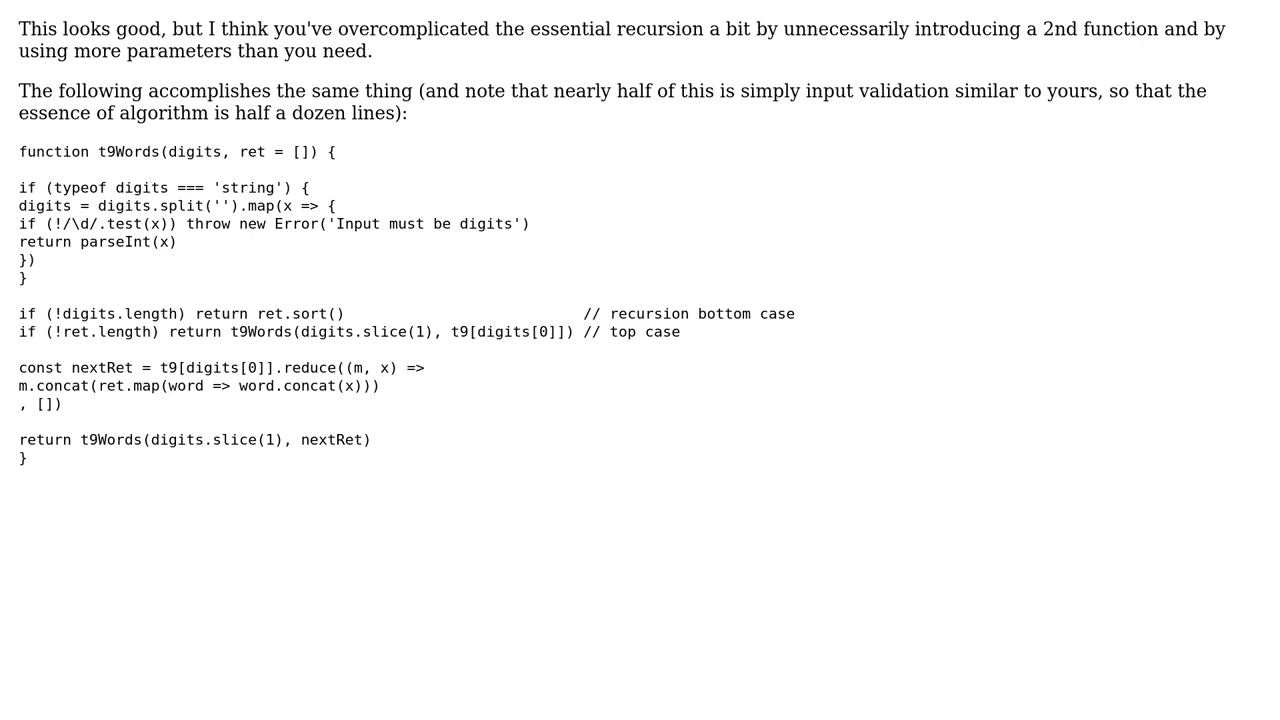 This looks good, but I think you've overcomplicated the essential recursion a bit by unnecessarily introducing a 2nd function and by
using more parameters than you need.
The following accomplishes the same thing (and note that nearly half of this is simply input validation similar to yours, so that the
essence of algorithm is half a dozen lines):
function t9Words(digits, ret = []) {
if (typeof digits === 'string') {
digits = digits.split('').map(x => {
if (!/\d/.test(x)) throw new Error('Input must be digits')
return parseInt(x)
})
}
if (!digits.length) return ret.sort()                           // recursion bottom case
if (!ret.length) return t9Words(digits.slice(1), t9[digits[0]]) // top case
const nextRet = t9[digits[0]].reduce((m, x) =>
m.concat(ret.map(word => word.concat(x)))
, [])
return t9Words(digits.slice(1), nextRet)
}